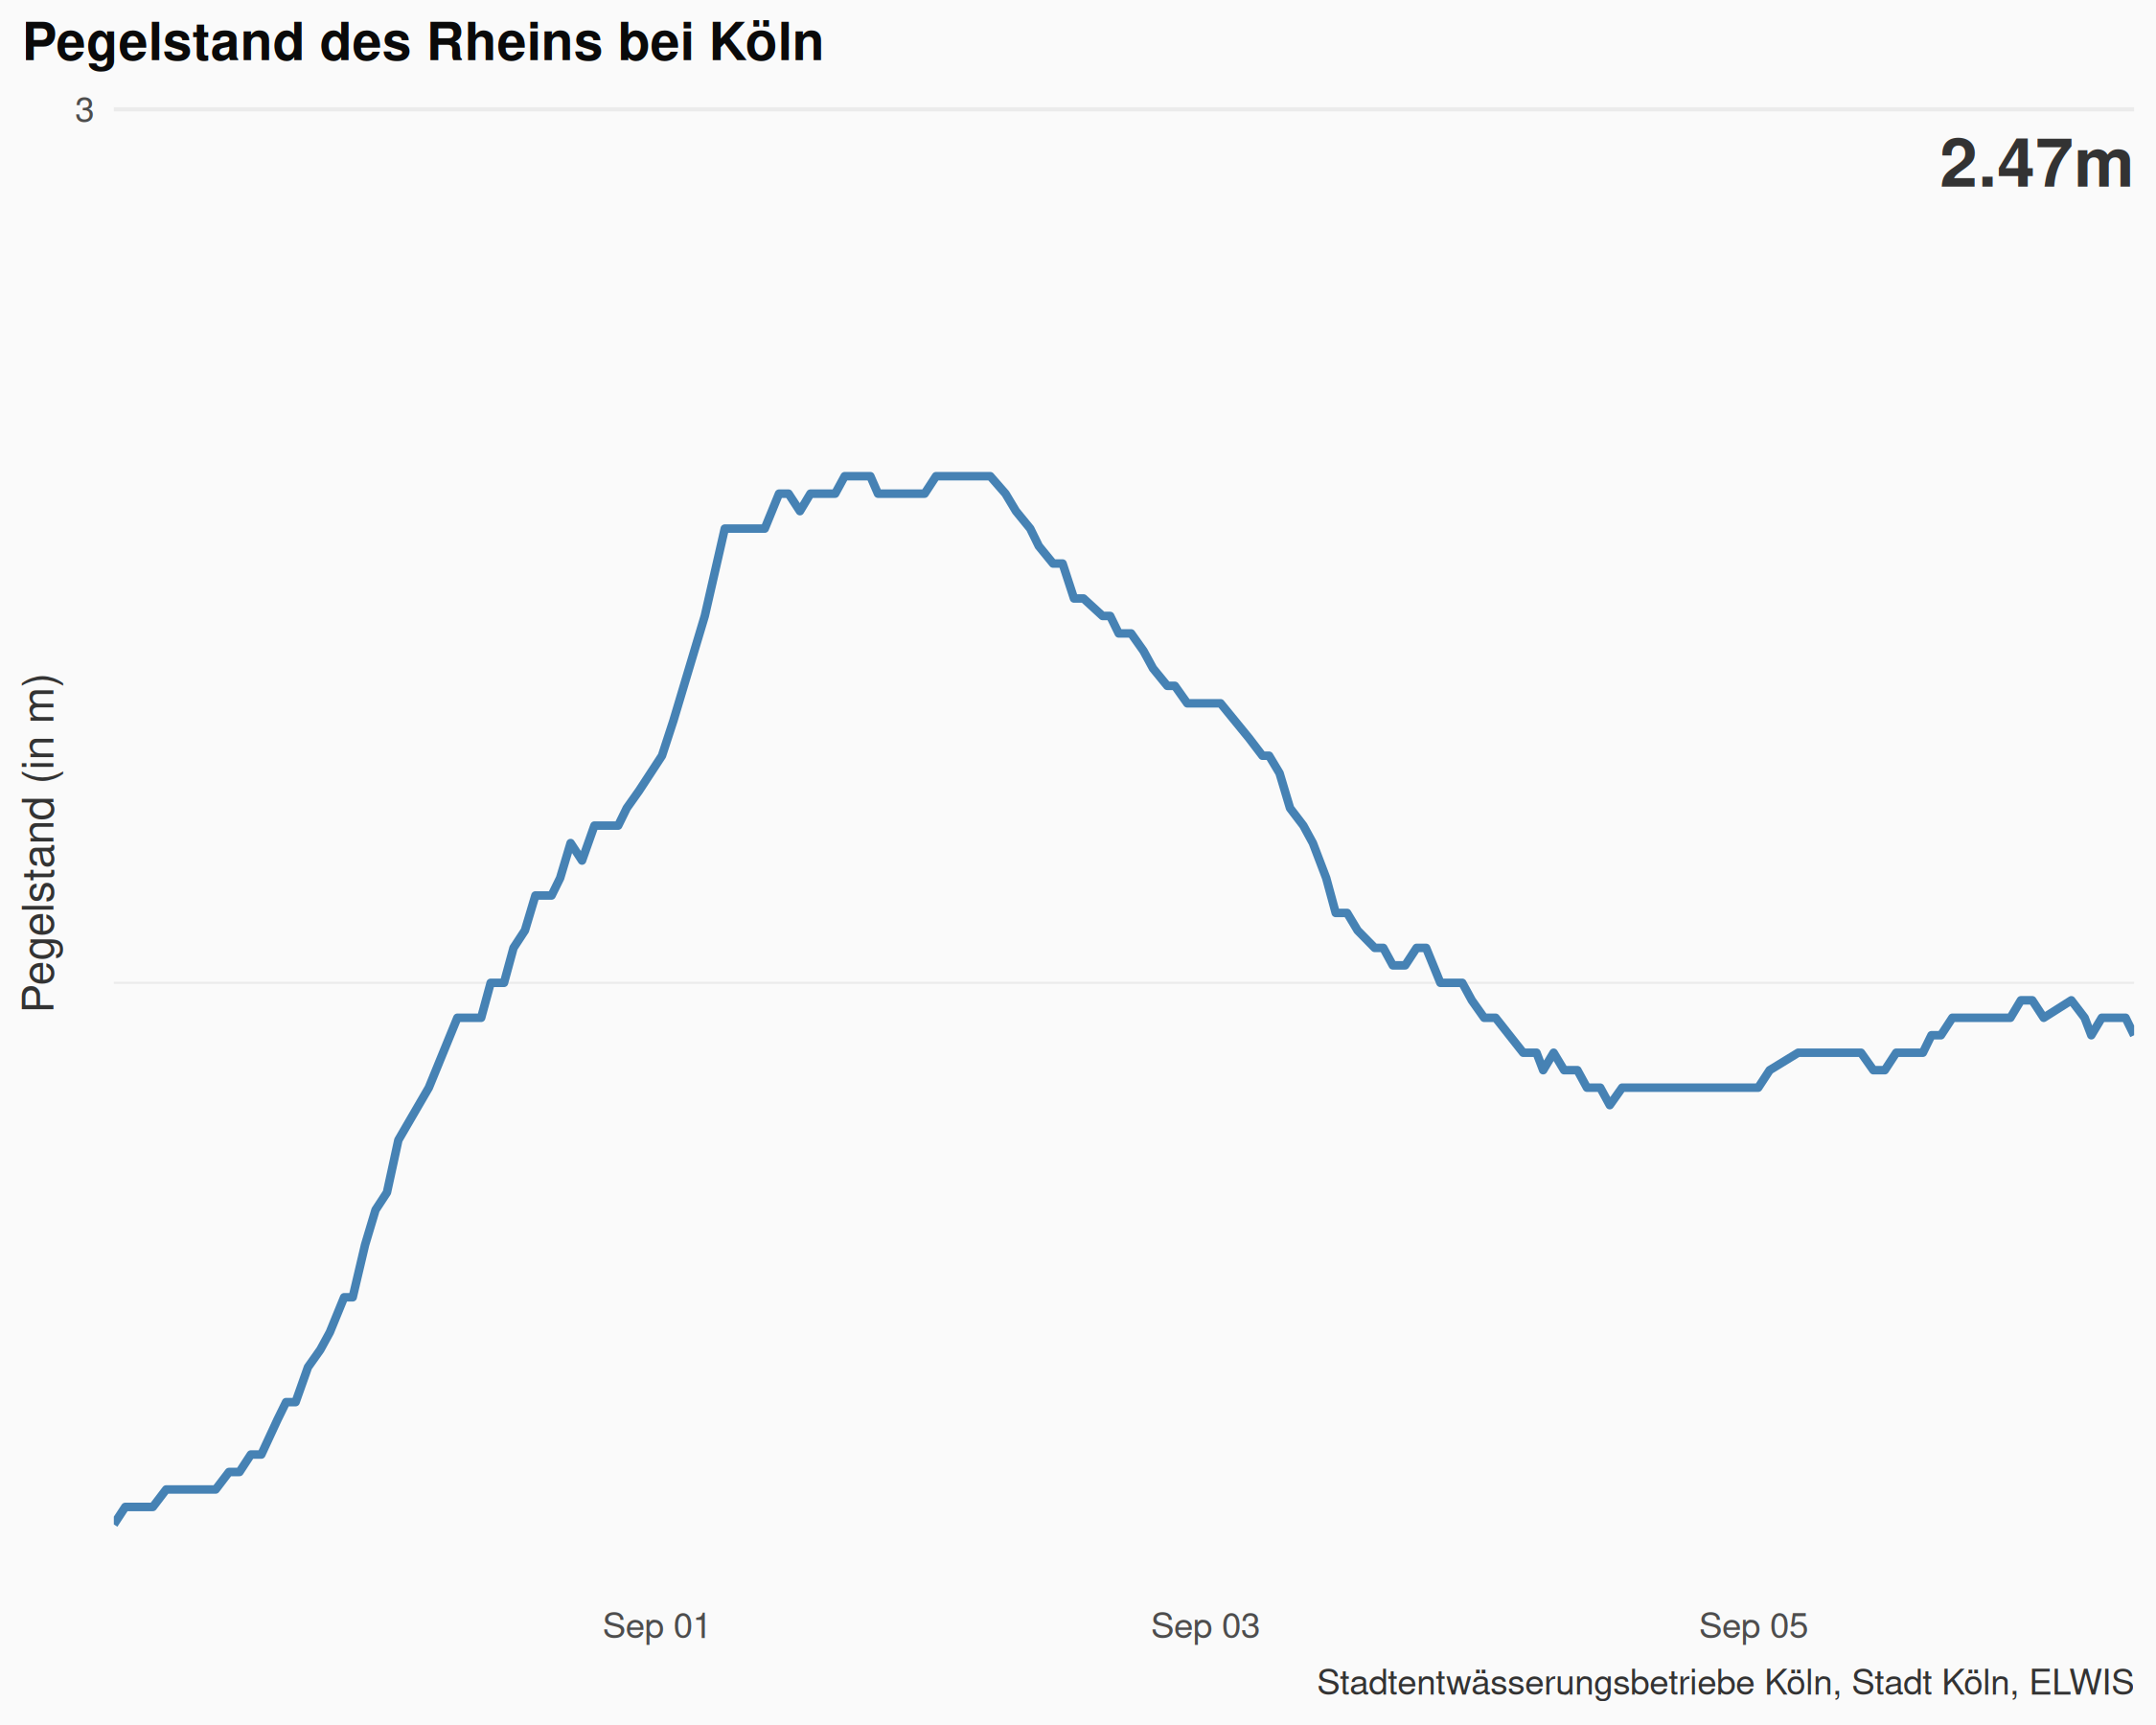 Pegelstand des Rheins bei Köln
3
2.47m
Pegelstand (in m)
Sep 01
Sep 03
Sep 05
Stadtentwässerungsbetriebe Köln, Stadt Köln, ELWIS